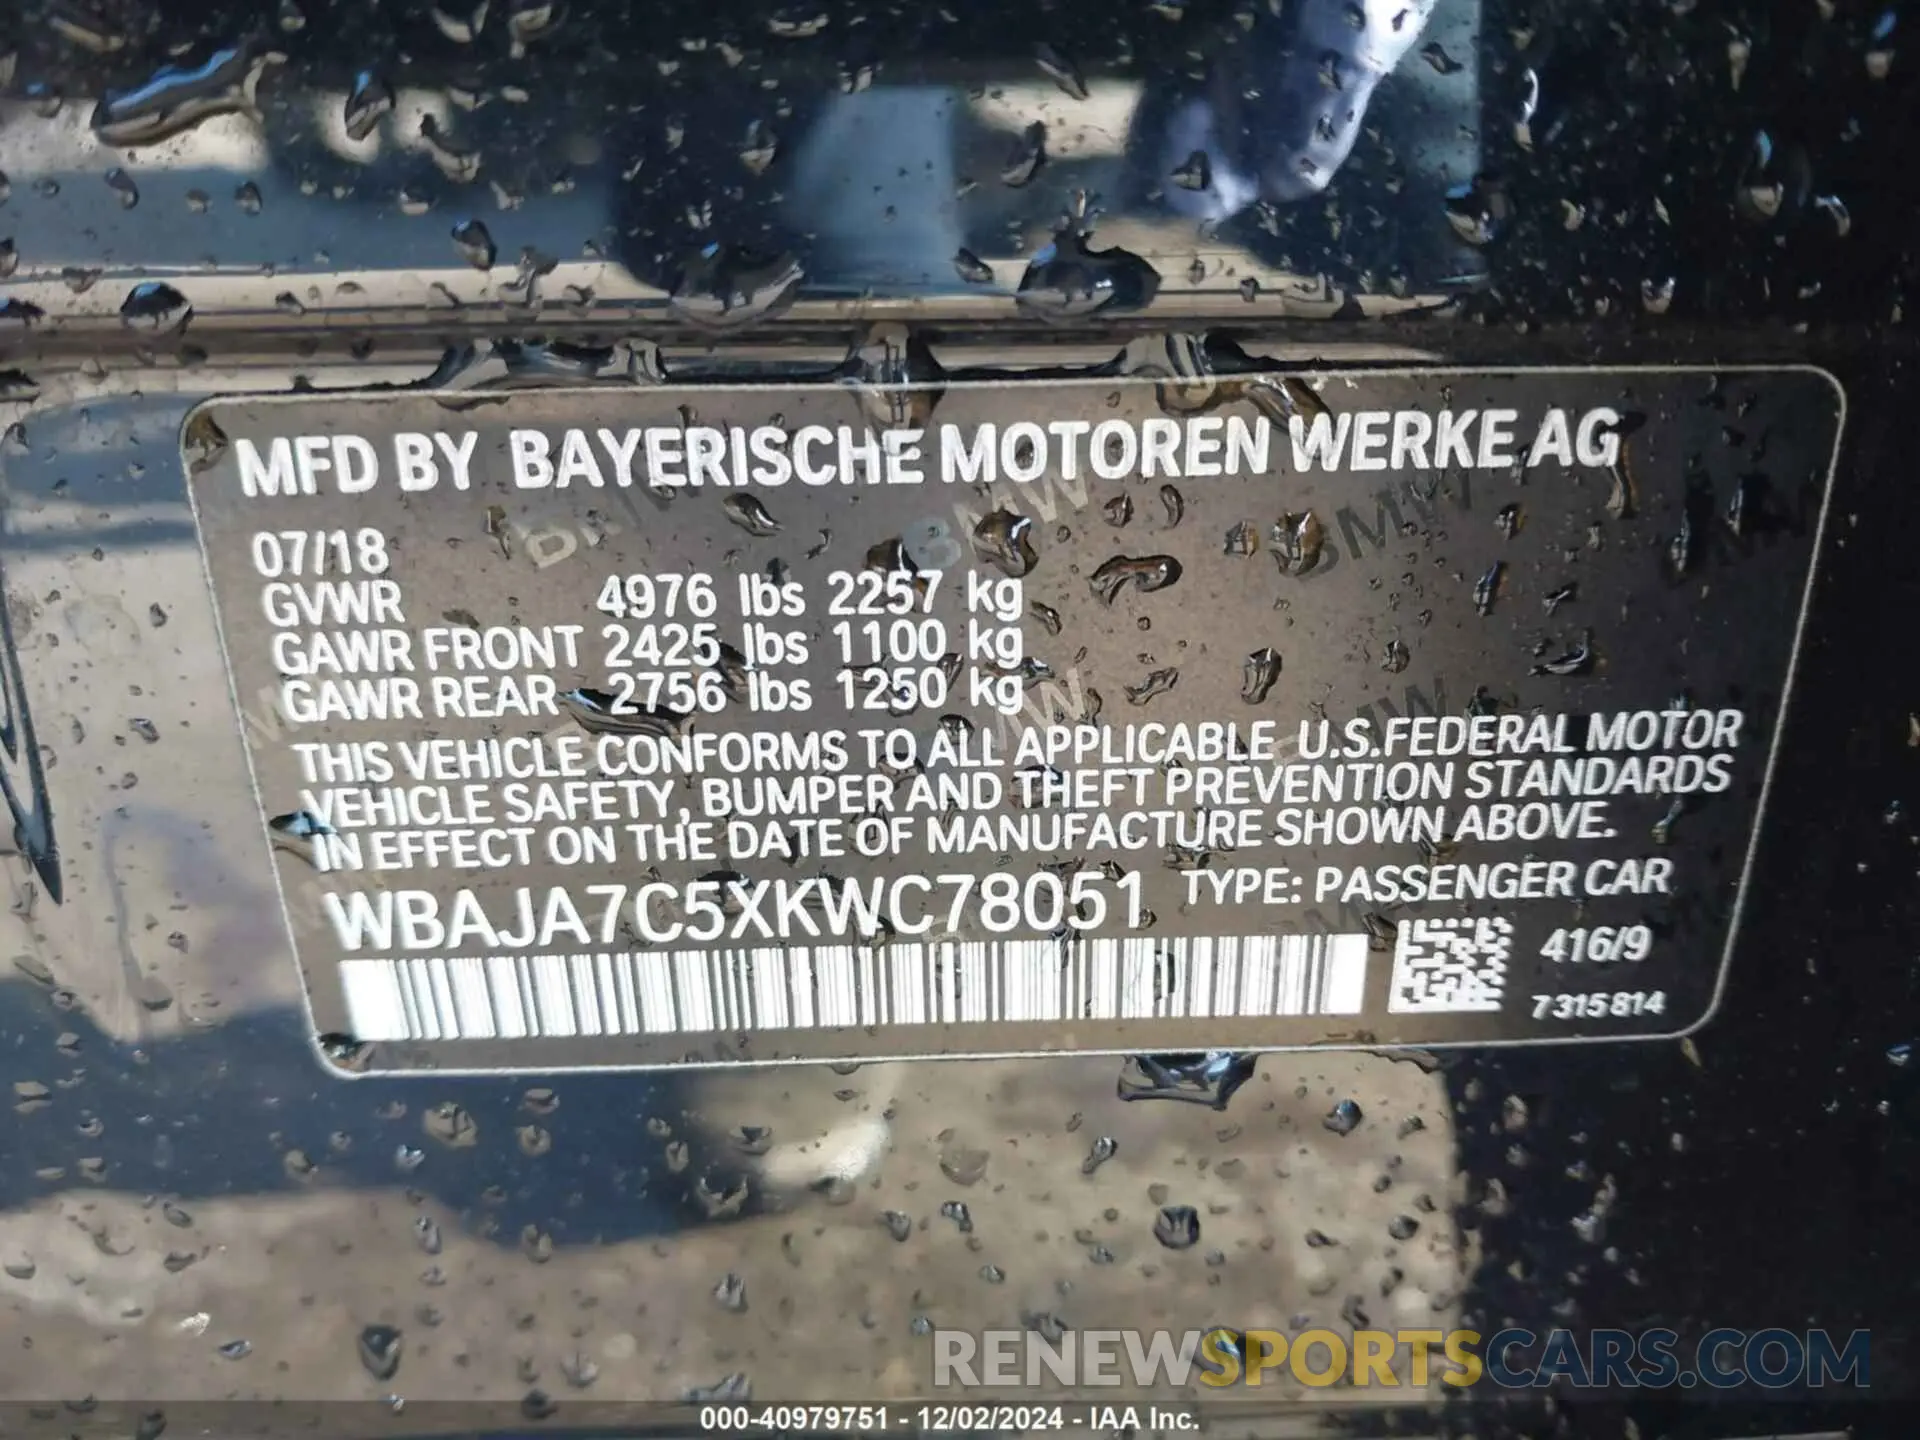 MFD BY BAYERISCHE MOTOREN WERKE AG
07/18
GVWR 4976 lbs 2257 kg
GAWR FRONT 2425 lbs 1100 kg
GAWR REAR 2756 lbs 1250 kg
THIS VEHICLE CONFORMS TO ALL APPLICABLE U.S.FEDERAL MOTOR
VEHICLE SAFETY, BUMPER AND THEFT PREVENTION STANDARDS
IN EFFECT ON THE DATE OF MANUFACTURE SHOWN ABOVE.
WBAJA7C5XKWC78051 TYPE: PASSENGER CAR
416/9
7315814
RENEWSPORTSCARS.COM
000-40979751 - 12/02/2024 - IAA Inc.